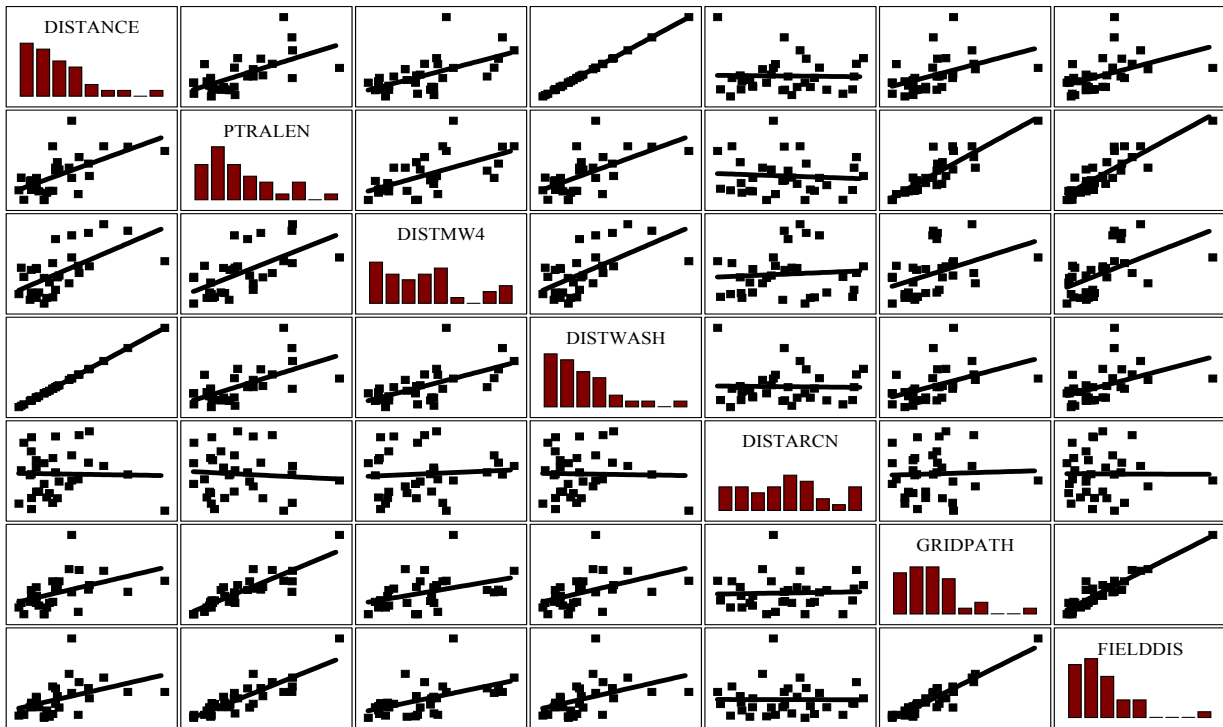 DISTANCE
PTRALEN
DISTMW4
DISTWASH
DISTARCN
GRIDPATH
FIELDDIS